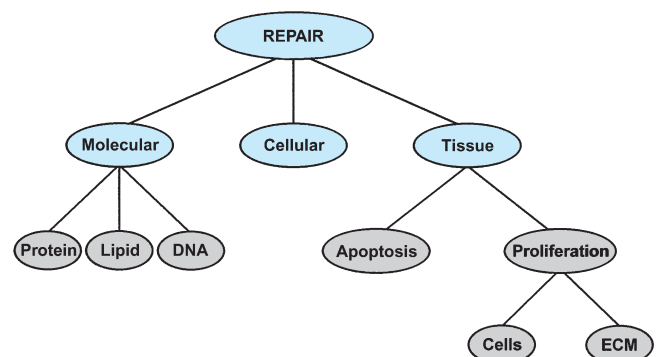 REPAIR
Molecular
Cellular
Tissue
Protein
Lipid
DNA
Apoptosis
Proliferation
Cells
ECM